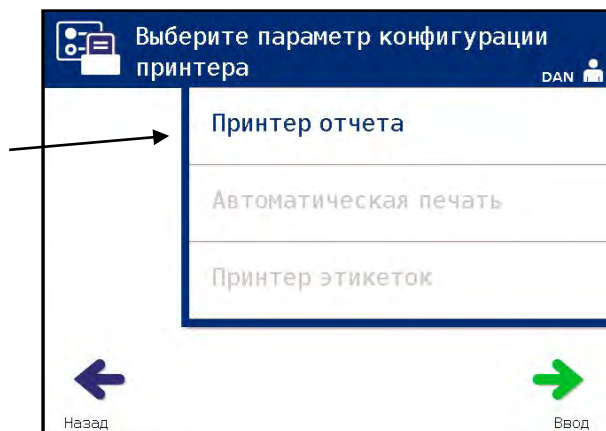 Выберите параметр конфигурации
принтера
DAN
Принтер отчета
Автоматическая печать
Принтер этикеток
Назад
Ввод